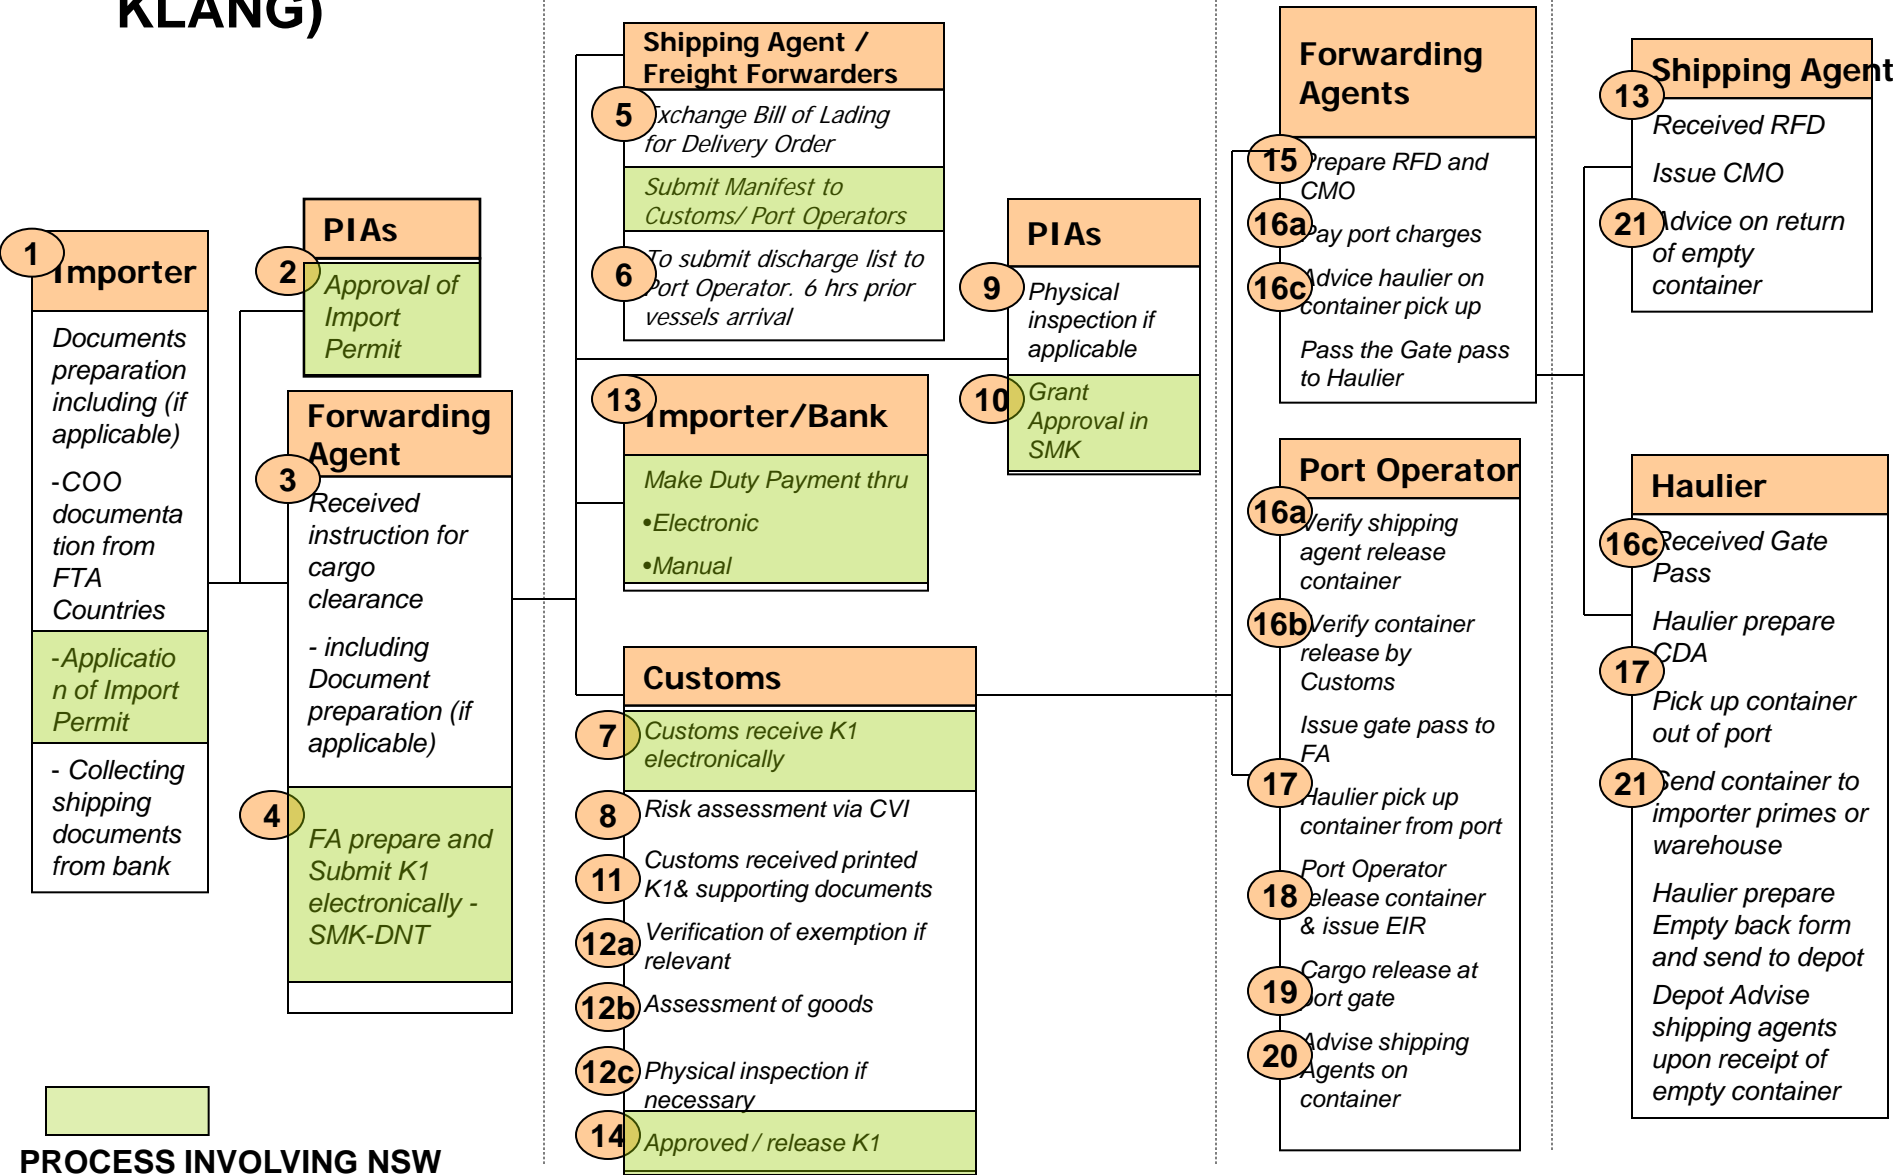 KLANG)
1
Importer
Documents
preparation
including (if
applicable)
-COO
documenta
tion from
FTA
Countries
-Applicatio
n of Import
Permit
- Collecting
shipping
documents
from bank
PIAs
2
Approval of
Import
Permit
Forwarding
Agent
3
Received
instruction for
cargo
clearance
- including
Document
preparation (if
applicable)
4
FA prepare and
Submit K1
electronically -
SMK-DNT
Shipping Agent /
Freight Forwarders
5
Exchange Bill of Lading
for Delivery Order
Submit Manifest to
Customs/ Port Operators
6
To submit discharge list to
Port Operator. 6 hrs prior
vessels arrival
13
Importer/Bank
Make Duty Payment thru
•Electronic
•Manual
Customs
7
Customs receive K1
electronically
8
Risk assessment via CVI
11
Customs received printed
K1& supporting documents
12a
Verification of exemption if
relevant
12b
Assessment of goods
12c
Physical inspection if
necessary
14
Approved / release K1
PIAs
9
Physical
inspection if
applicable
10
Grant
Approval in
SMK
Forwarding
Agents
15
Prepare RFD and
CMO
16a
Pay port charges
16c
Advice haulier on
container pick up
Pass the Gate pass
to Haulier
Port Operator
16a
Verify shipping
agent release
container
16b
Verify container
release by
Customs
Issue gate pass to
FA
17
Haulier pick up
container from port
18
Port Operator
release container
& issue EIR
19
Cargo release at
port gate
20
Advise shipping
Agents on
container
Shipping Agent
13
Received RFD
Issue CMO
21
Advice on return
of empty
container
Haulier
16c
Received Gate
Pass
Haulier prepare
CDA
17
Pick up container
out of port
21
Send container to
importer primes or
warehouse
Haulier prepare
Empty back form
and send to depot
Depot Advise
shipping agents
upon receipt of
empty container
PROCESS INVOLVING NSW